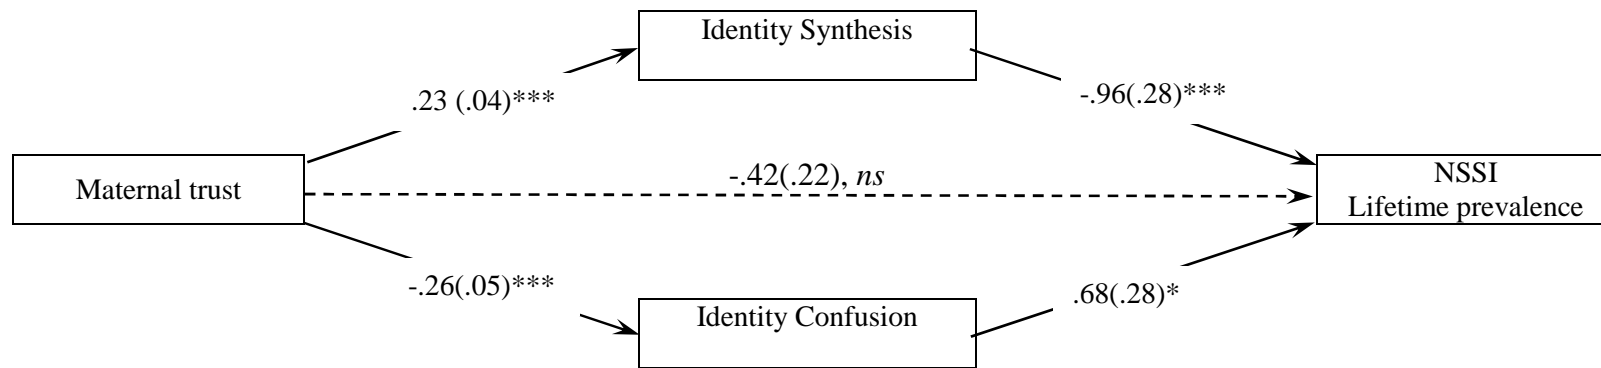 Identity Synthesis
.23 (.04)***
-.96(.28)***
Maternal trust
-.42(.22), ns
NSSI
Lifetime prevalence
-.26(.05)***
.68(.28)*
Identity Confusion